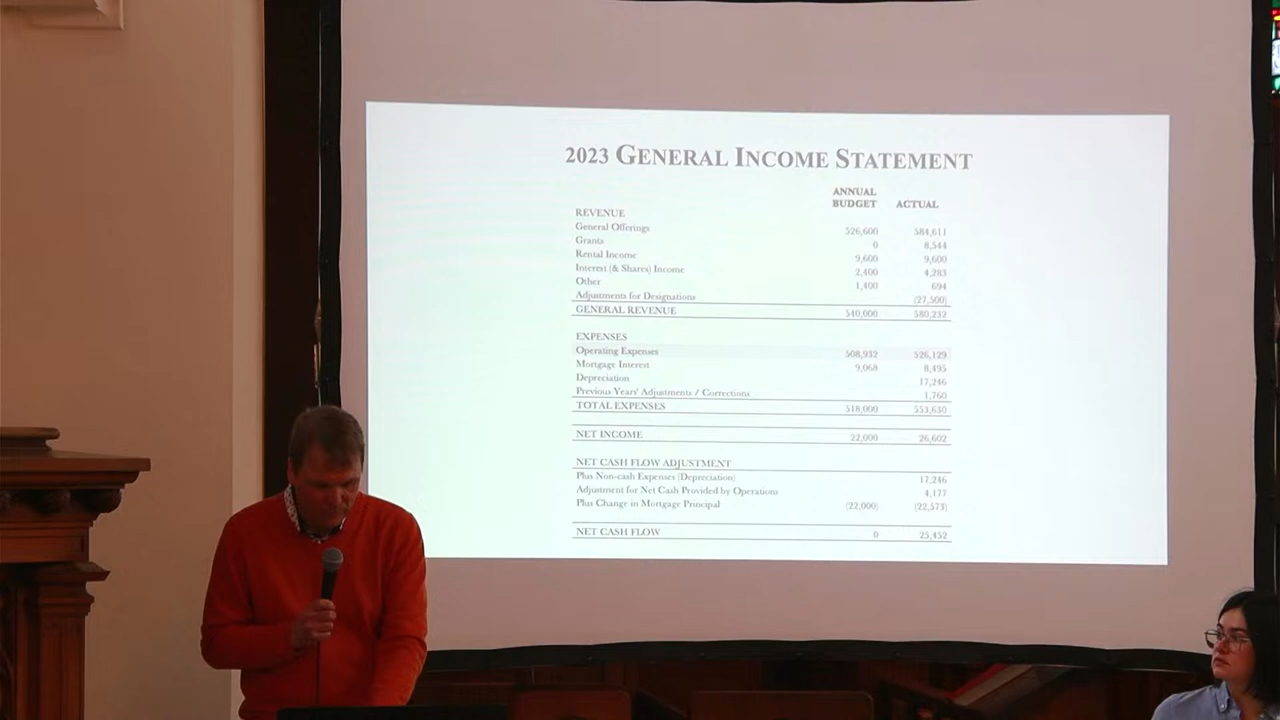 2023 GENERAL INCOME STATEMENT
ANNUAL BUDGET ACTUAL
REVENUE
General Offerings 526,600 584,611
Grants 0 8,544
Rental Income 9,600 9,600
Interest (& Shares) Income 2,400 4,283
Other 1,400 694
Adjustments for Designations (27,500)
GENERAL REVENUE 540,000 580,232
EXPENSES
Operating Expenses 508,932 526,129
Mortgage Interest 9,068 8,495
Depreciation 17,246
Previous Years' Adjustments / Corrections 1,760
TOTAL EXPENSES 518,000 553,630
NET INCOME 22,000 26,602
NET CASH FLOW ADJUSTMENT
Plus Non-cash Expenses (Depreciation) 17,246
Adjustment for Net Cash Provided by Operations 4,177
Plus Change in Mortgage Principal (22,000) (22,573)
NET CASH FLOW 0 25,452